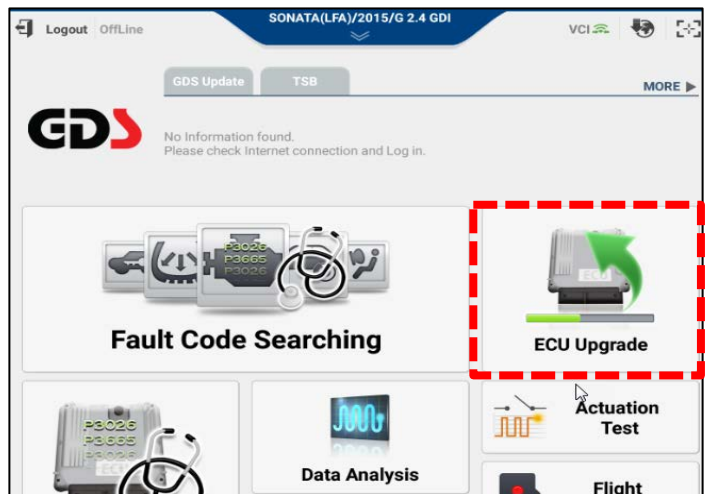 SONATA(LFA)/2015/G 2.4 GDI
Logout OffLine
VCI
GDS Update TSB
MORE ▶
GDS
No Information found.
Please check Internet connection and Log in.
P3026
P3665
P3026
ECU
Fault Code Searching
ECU Upgrade
P3026
P3665
P3026
ECU
Data Analysis
Actuation
Test
Flight